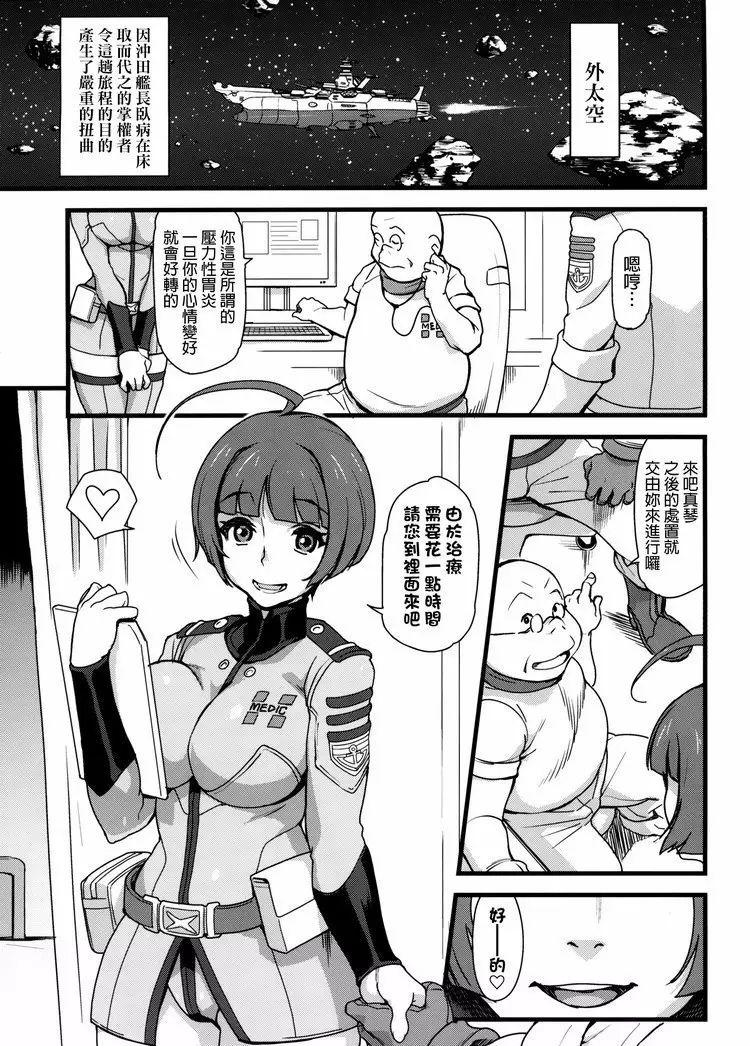 外太空
因沖田艦長臥病在床
取而代之的掌權者
令這趟旅程的目的
產生了嚴重的扭曲
嗯哼…
MEDIC
你這是所謂的
壓力性胃炎
一旦你的心情變好
就會好轉的
來吧真琴
之後的處置就
交由妳來進行囉
好─的♡
由於治療
需要花一點時間
請您到裡面來吧
♡
MEDIC